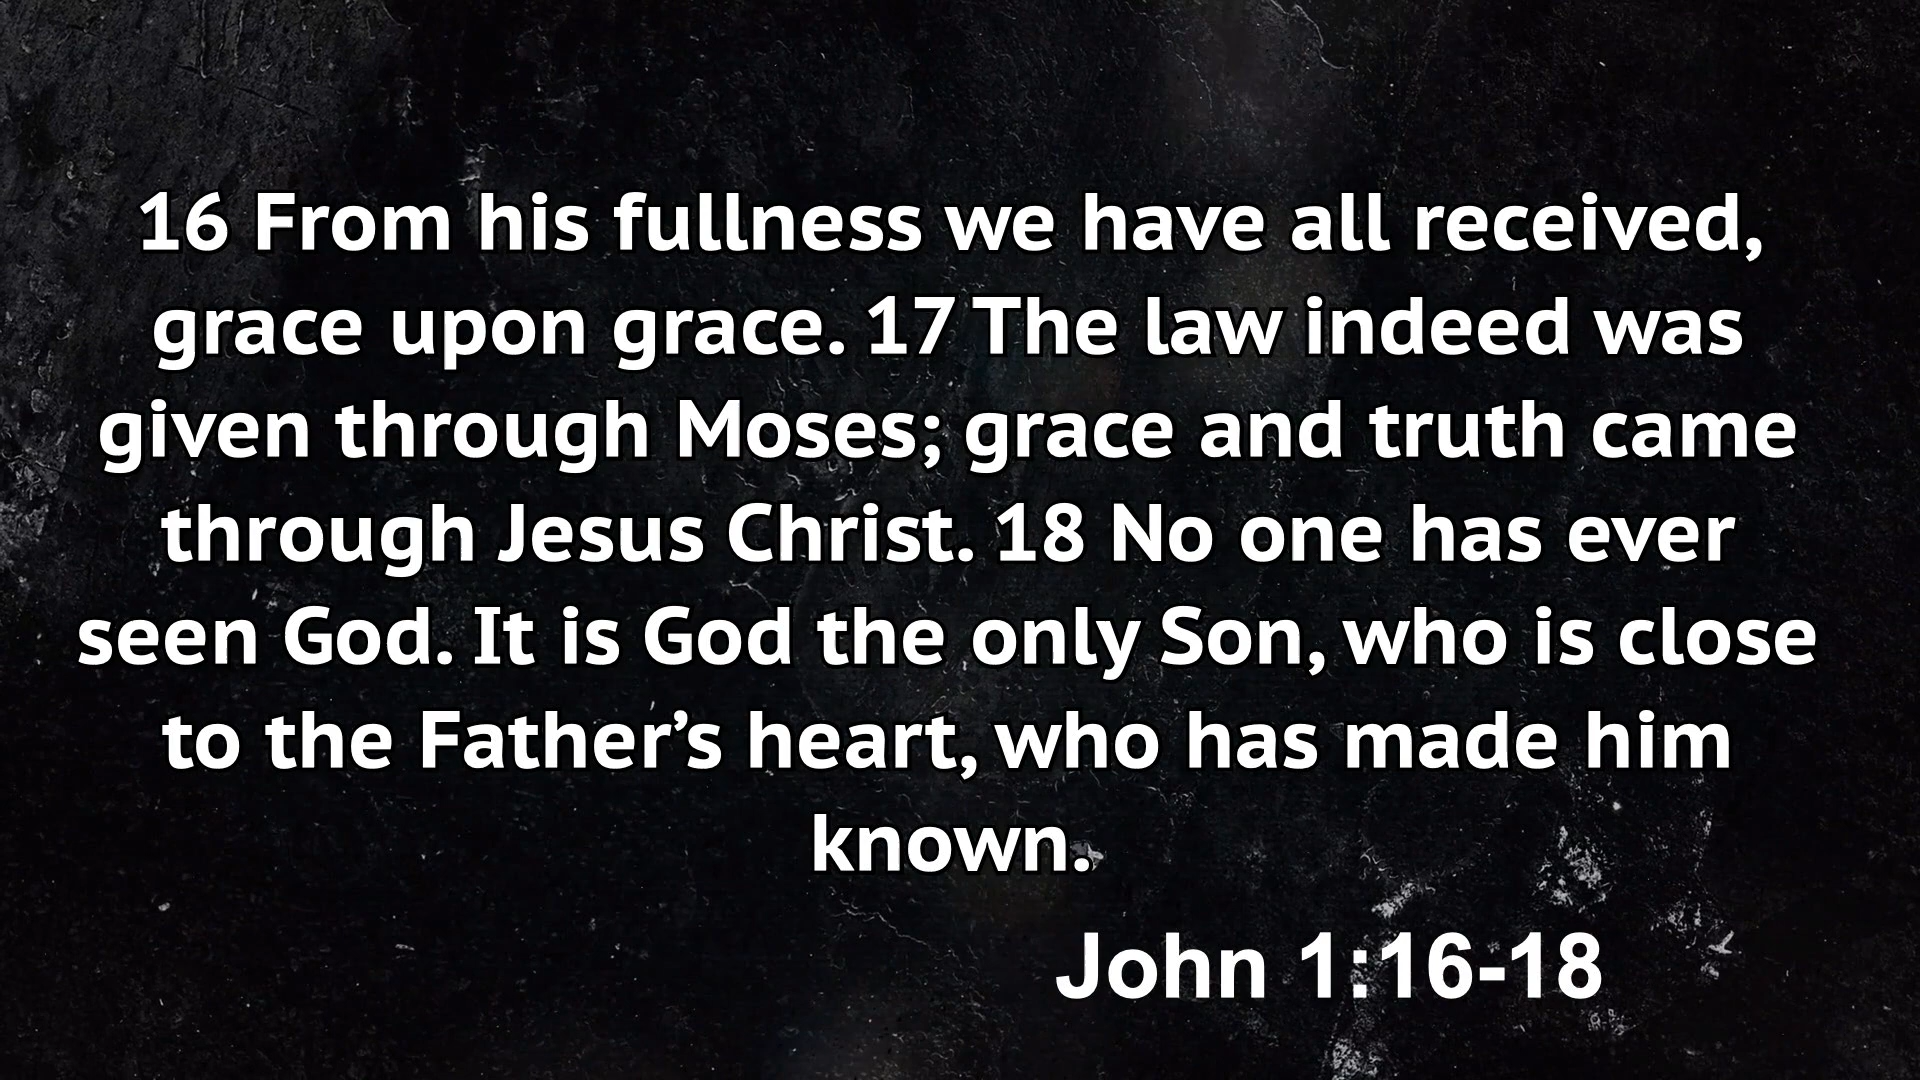 16 From his fullness we have all received,
grace upon grace. 17 The law indeed was
given through Moses; grace and truth came
through Jesus Christ. 18 No one has ever
seen God. It is God the only Son, who is close
to the Father’s heart, who has made him
known.
John 1:16-18